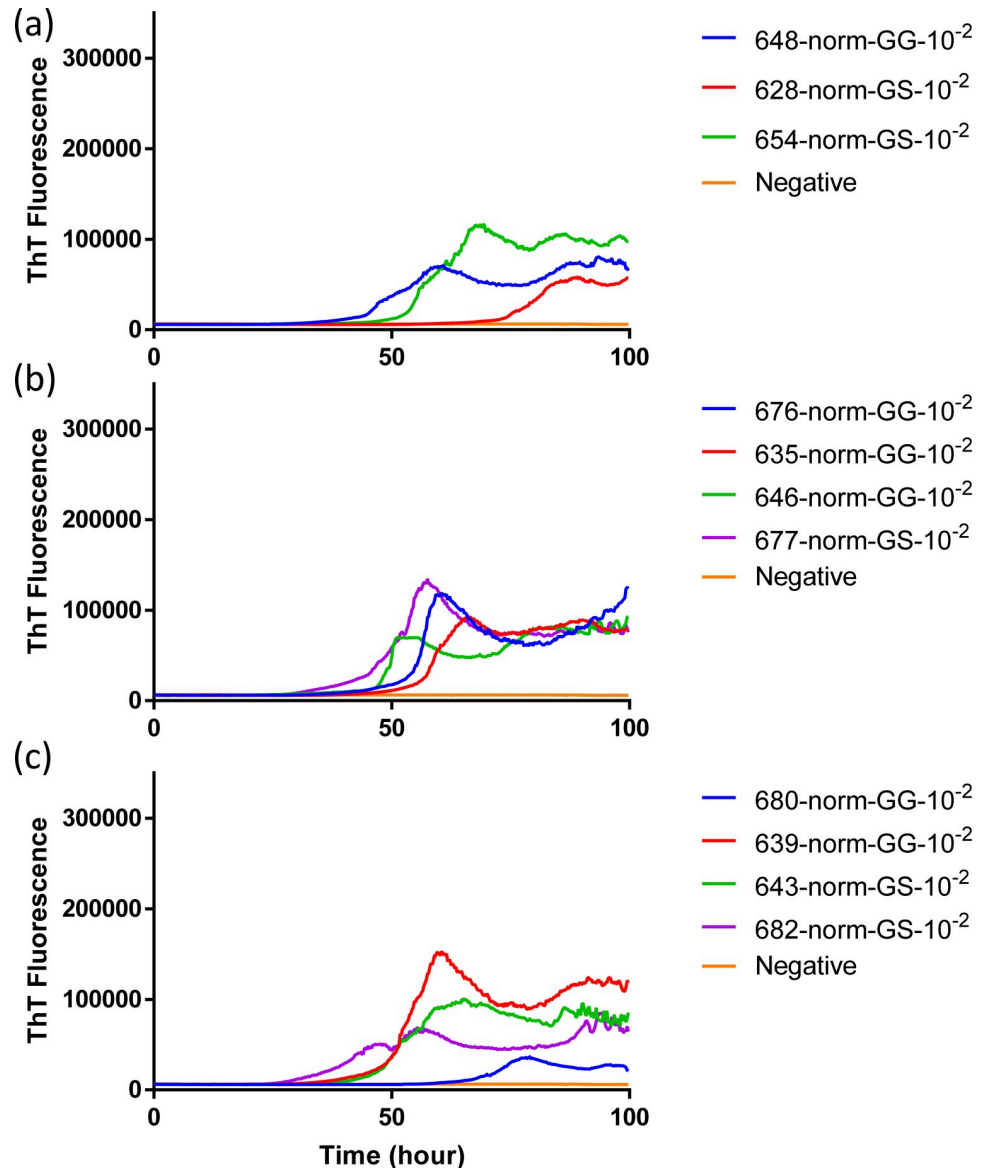 (a)
300000
200000
100000
0
ThT Fluorescence
0 50 100
648-norm-GG-10⁻²
628-norm-GS-10⁻²
654-norm-GS-10⁻²
Negative
(b)
300000
200000
100000
0
ThT Fluorescence
0 50 100
676-norm-GG-10⁻²
635-norm-GG-10⁻²
646-norm-GG-10⁻²
677-norm-GS-10⁻²
Negative
(c)
300000
200000
100000
0
ThT Fluorescence
0 50 100
Time (hour)
680-norm-GG-10⁻²
639-norm-GG-10⁻²
643-norm-GS-10⁻²
682-norm-GS-10⁻²
Negative